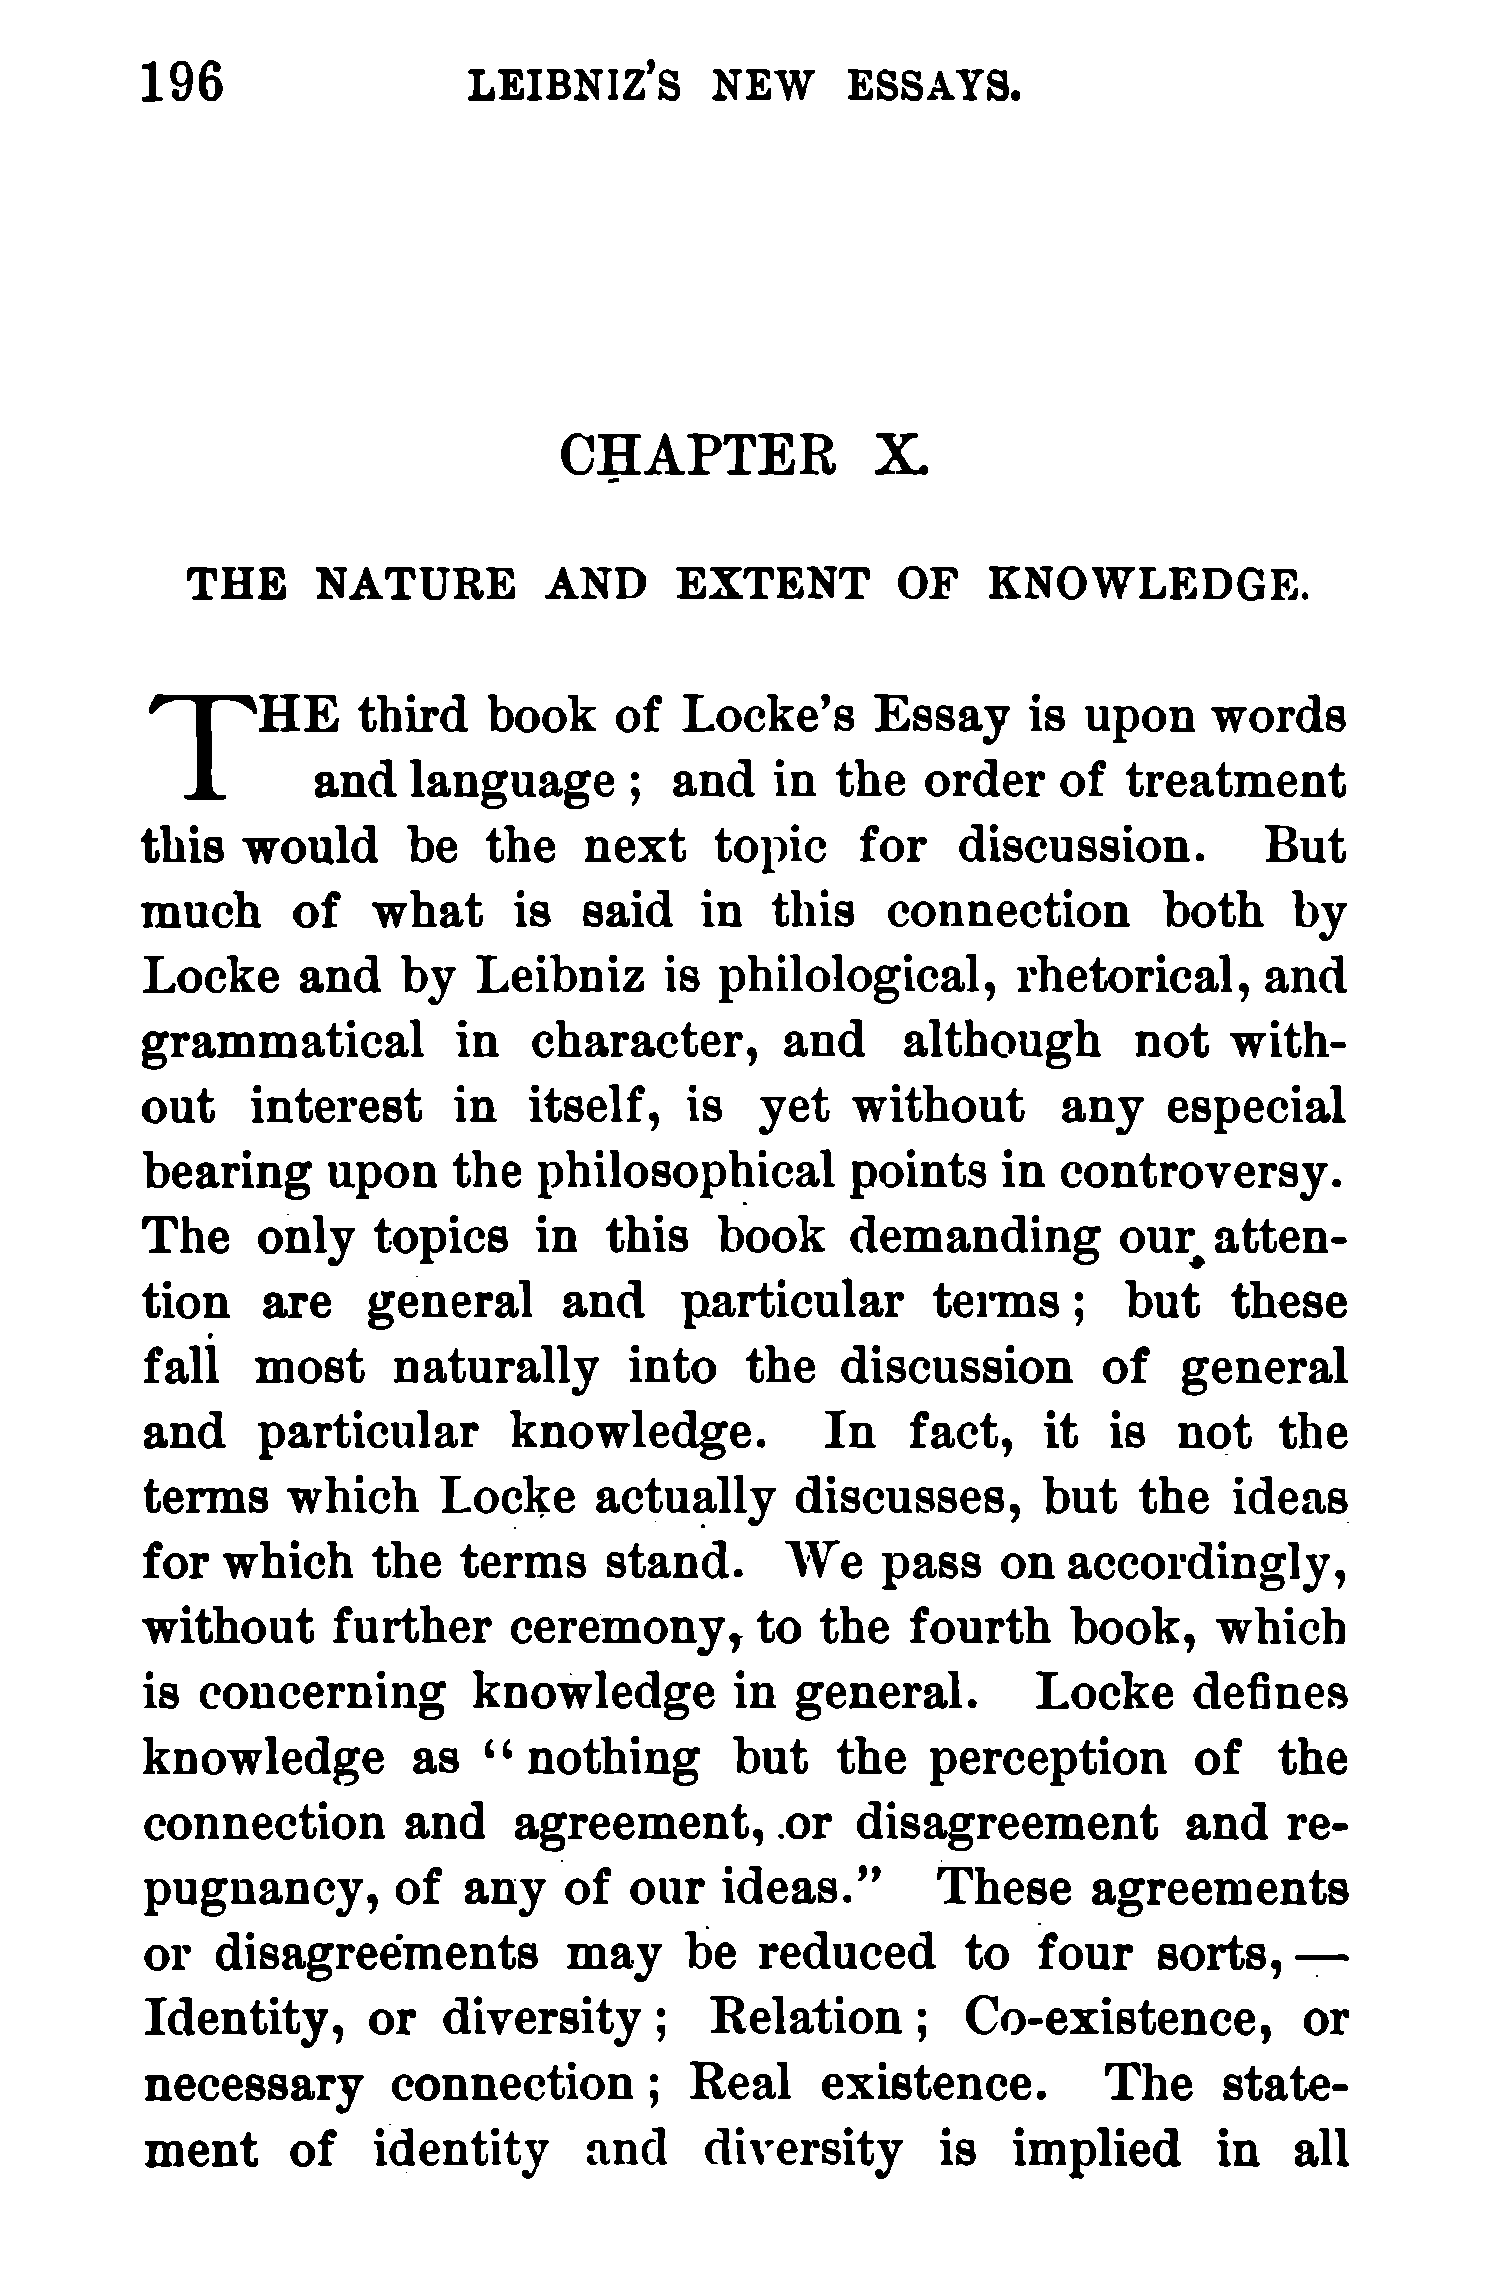 196 LEIBNIZ'S NEW ESSAYS.
CHAPTER X.
THE NATURE AND EXTENT OF KNOWLEDGE.
THE third book of Locke's Essay is upon words
and language; and in the order of treatment
this would be the next topic for discussion. But
much of what is said in this connection both by
Locke and by Leibniz is philological, rhetorical, and
grammatical in character, and although not with-
out interest in itself, is yet without any especial
bearing upon the philosophical points in controversy.
The only topics in this book demanding our atten-
tion are general and particular terms; but these
fall most naturally into the discussion of general
and particular knowledge. In fact, it is not the
terms which Locke actually discusses, but the ideas
for which the terms stand. We pass on accordingly,
without further ceremony, to the fourth book, which
is concerning knowledge in general. Locke defines
knowledge as "nothing but the perception of the
connection and agreement, or disagreement and re-
pugnancy, of any of our ideas." These agreements
or disagreements may be reduced to four sorts, —
Identity, or diversity; Relation; Co-existence, or
necessary connection; Real existence. The state-
ment of identity and diversity is implied in all